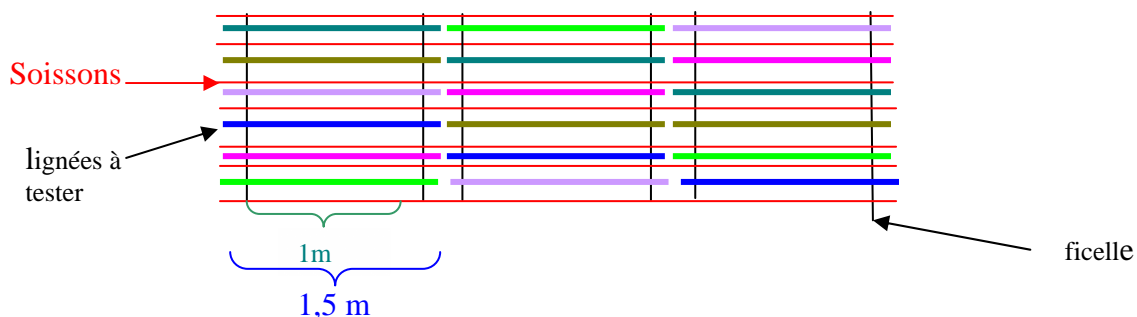 Soissons
lignées à
tester
1m
1,5 m
ficelle